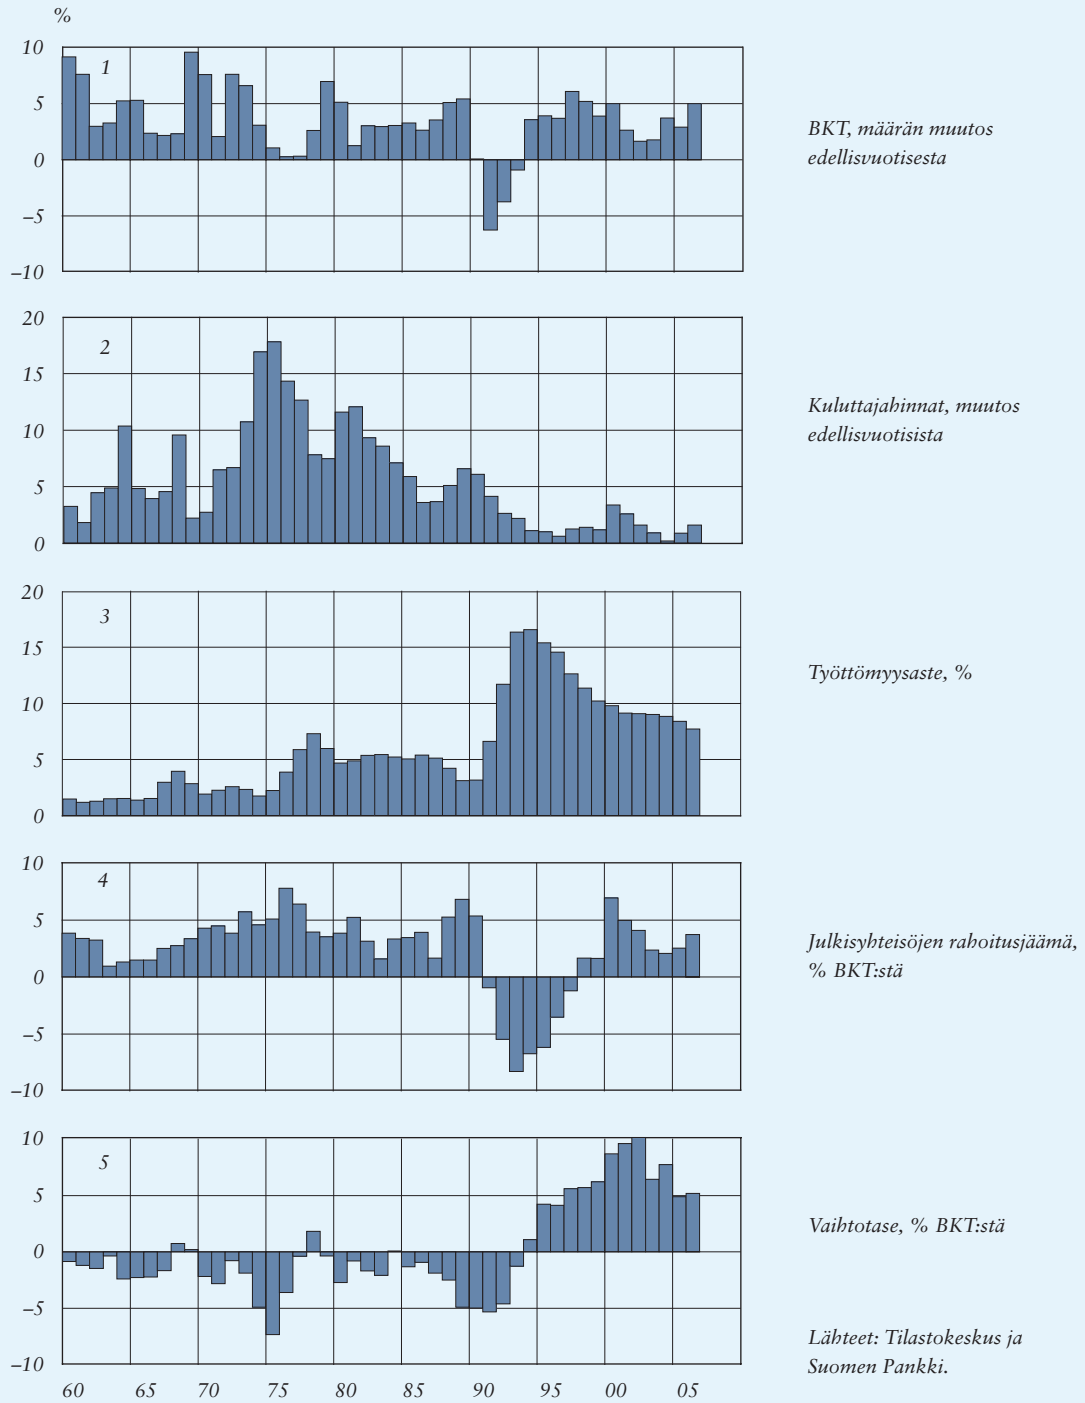 %
10
5
0
−5
−10
1
BKT, määrän muutos
edellisvuotisesta
20
15
10
5
0
2
Kuluttajahinnat, muutos
edellisvuotisista
20
15
10
5
0
3
Työttömyysaste, %
10
5
0
−5
−10
4
Julkisyhteisöjen rahoitusjäämä,
% BKT:stä
10
5
0
−5
−10
5
Vaihtotase, % BKT:stä
Lähteet: Tilastokeskus ja
Suomen Pankki.
60 65 70 75 80 85 90 95 00 05